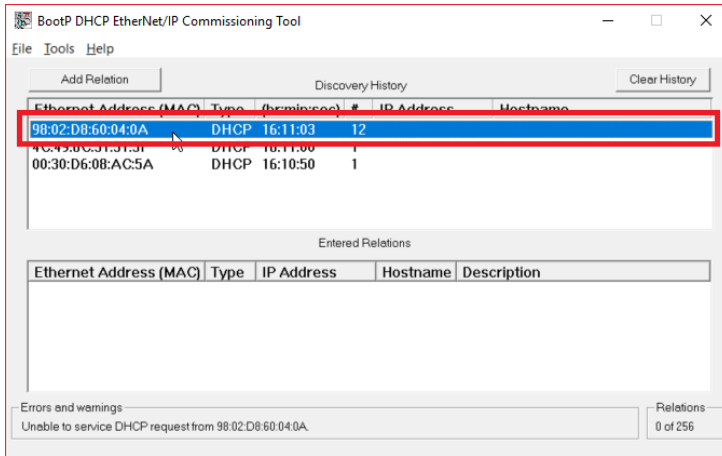 BootP DHCP EtherNet/IP Commissioning Tool
File Tools Help
Add Relation Discovery History Clear History
Ethernet Address (MAC) Type (hr:min:sec) # IP Address Hostname
98:02:D8:60:04:0A DHCP 16:11:03 12
DHCP 16:11:00 1
00:30:D6:08:AC:5A DHCP 16:10:50 1
Entered Relations
Ethernet Address (MAC) Type IP Address Hostname Description
Errors and warnings Relations
Unable to service DHCP request from 98:02:D8:60:04:0A. 0 of 256